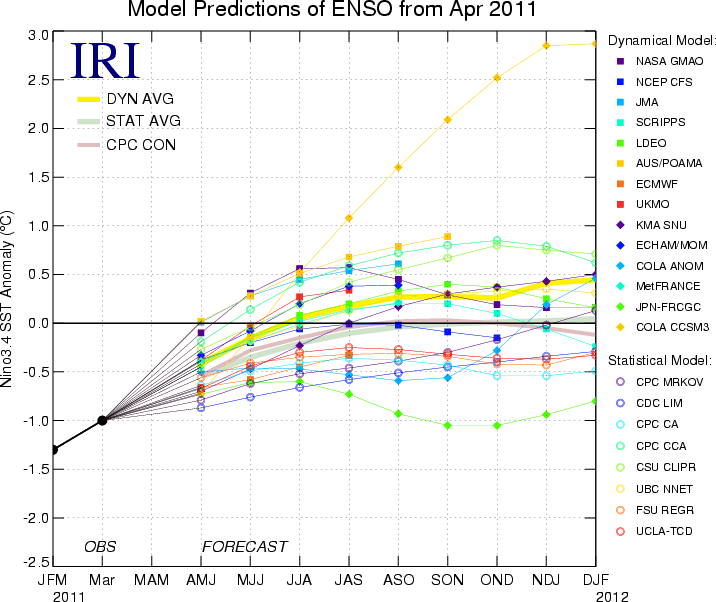 Model Predictions of ENSO from Apr 2011
IRI
DYN AVG
STAT AVG
CPC CON
Nino3.4 SST Anomaly (ºC)
3.0
2.5
2.0
1.5
1.0
0.5
0.0
-0.5
-1.0
-1.5
-2.0
-2.5
OBS
FORECAST
JFM Mar MAM AMJ MJJ JJA JAS ASO SON OND NDJ DJF
2011 2012
Dynamical Model:
NASA GMAO
NCEP CFS
JMA
SCRIPPS
LDEO
AUS/POAMA
ECMWF
UKMO
KMA SNU
ECHAM/MOM
COLA ANOM
MetFRANCE
JPN-FRCGC
COLA CCSM3
Statistical Model:
CPC MRKOV
CDC LIM
CPC CA
CPC CCA
CSU CLIPR
UBC NNET
FSU REGR
UCLA-TCD